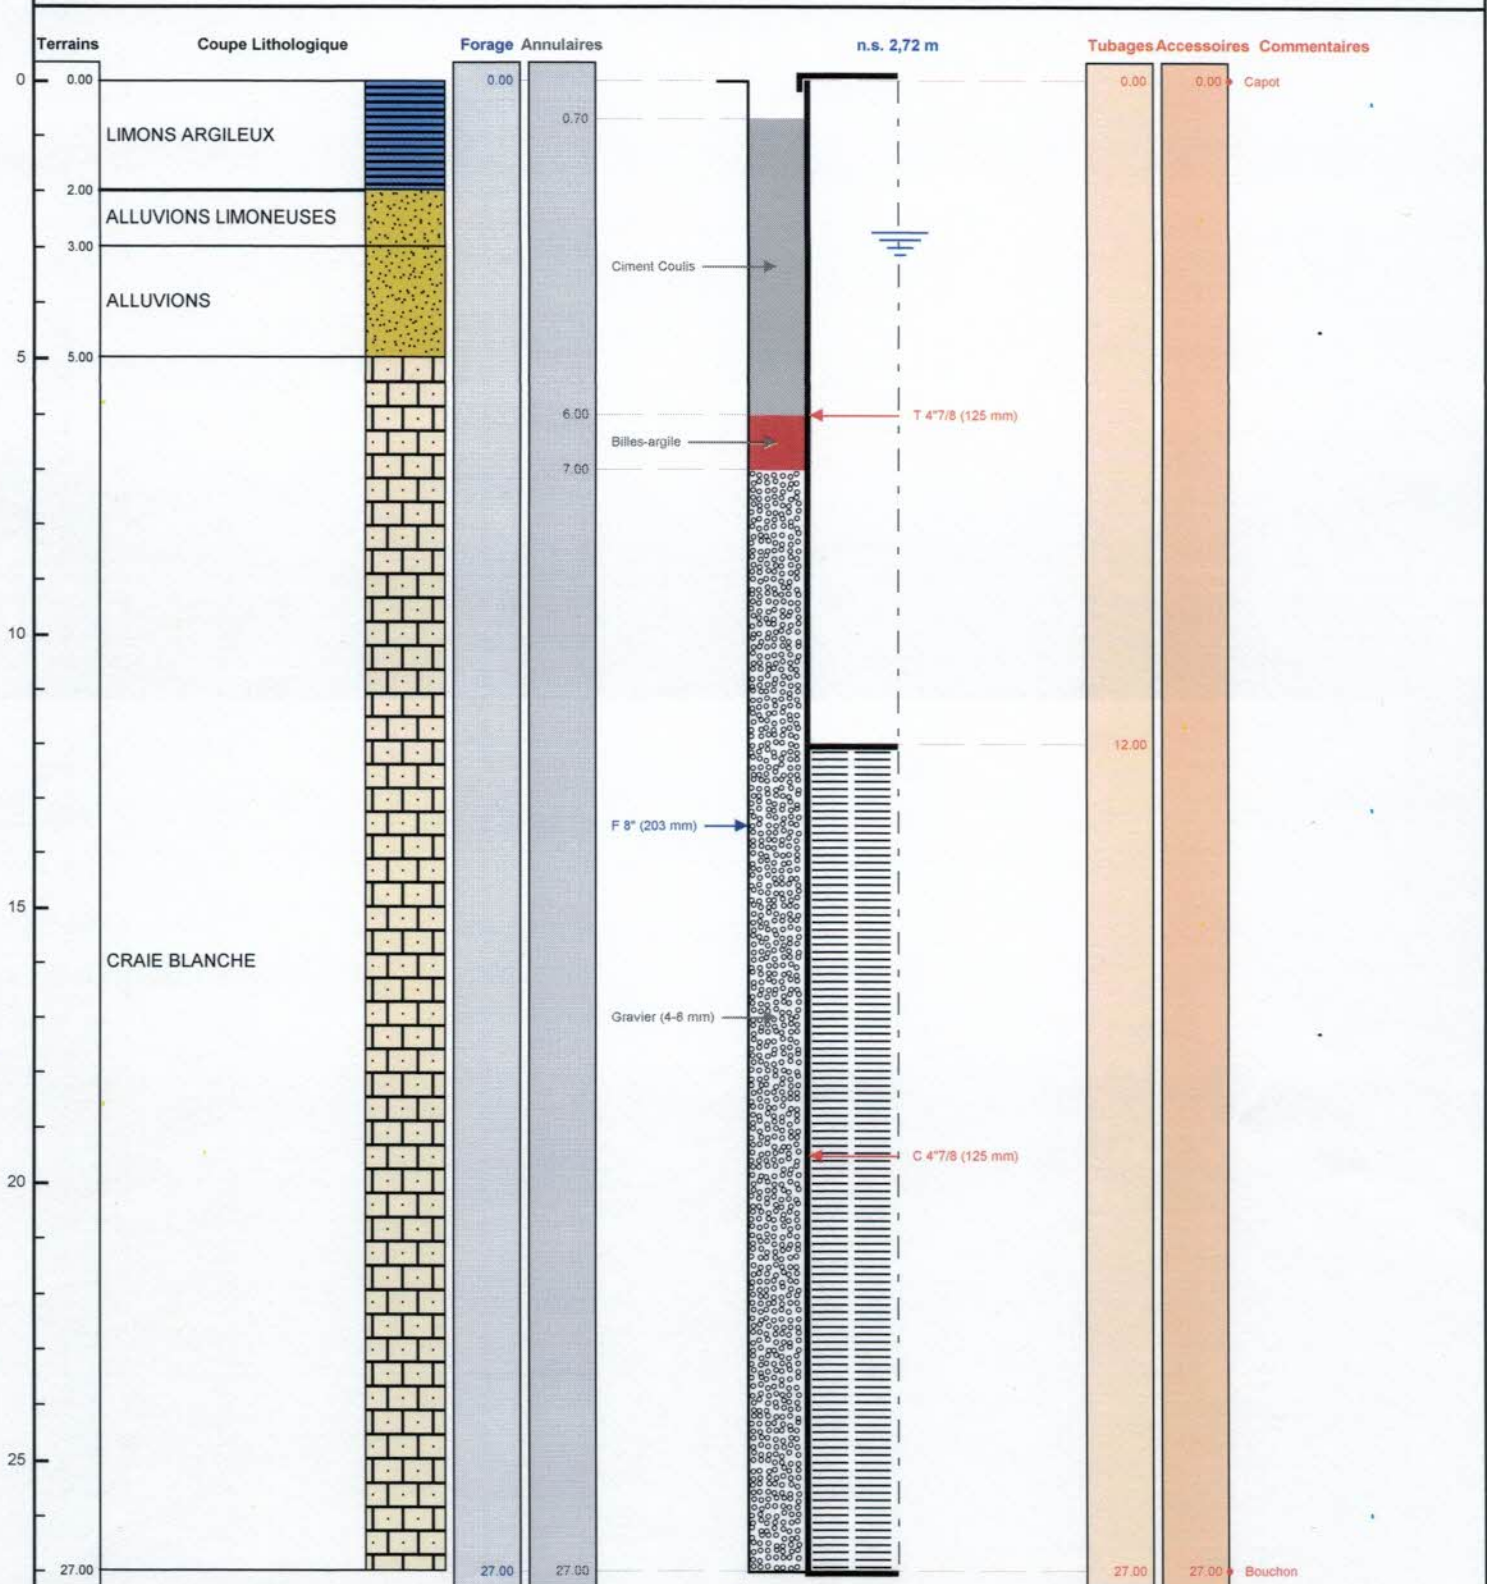 Terrains Coupe Lithologique Forage Annulaires n.s. 2,72 m Tubages Accessoires Commentaires
0 0.00 0.00 0.00 0.00 Capot
0.70
LIMONS ARGILEUX
2.00
ALLUVIONS LIMONEUSES
3.00
Ciment Coulis
ALLUVIONS
5 5.00
6.00 T 4"7/8 (125 mm)
Billes-argile
7.00
10
12.00
F 8" (203 mm)
15
CRAIE BLANCHE
Gravier (4-6 mm)
C 4"7/8 (125 mm)
20
25
27.00 27.00 27.00 27.00 27.00 Bouchon